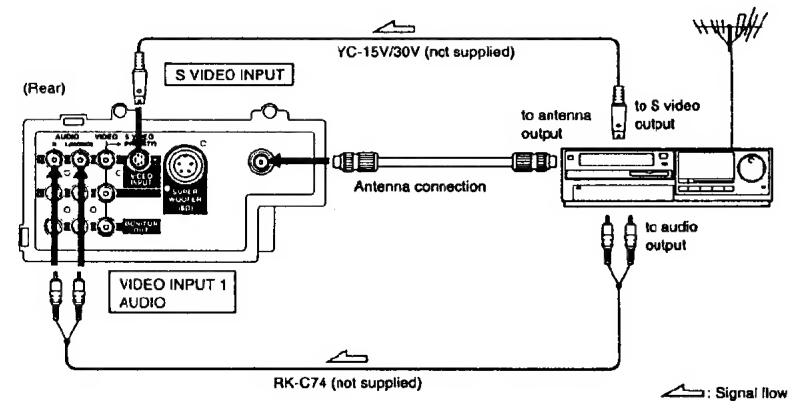 YC-15V/30V (not supplied)
S VIDEO INPUT
(Rear)
to antenna
output
to S video
output
AUDIO
VIDEO
S VIDEO
R
VIDEO
INPUT
SUPER
WOOFER
MONITOR
OUT
Antenna connection
to audio
output
VIDEO INPUT 1
AUDIO
RK-C74 (not supplied)
: Signal flow